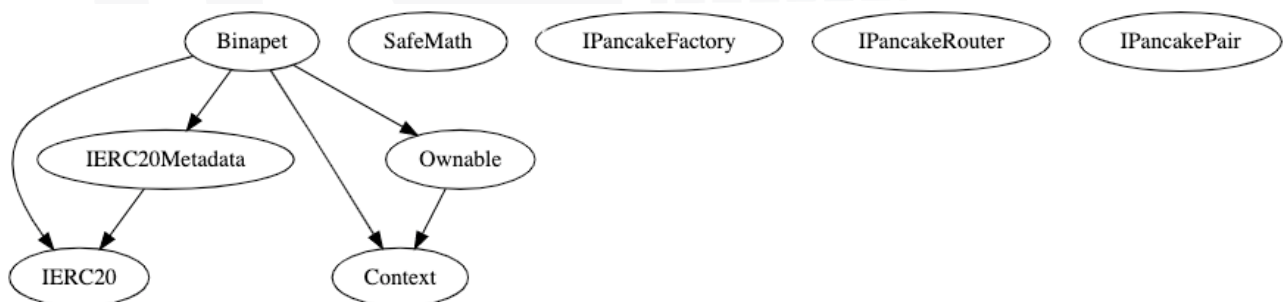 Binapet
SafeMath
IPancakeFactory
IPancakeRouter
IPancakePair
IERC20Metadata
Ownable
IERC20
Context